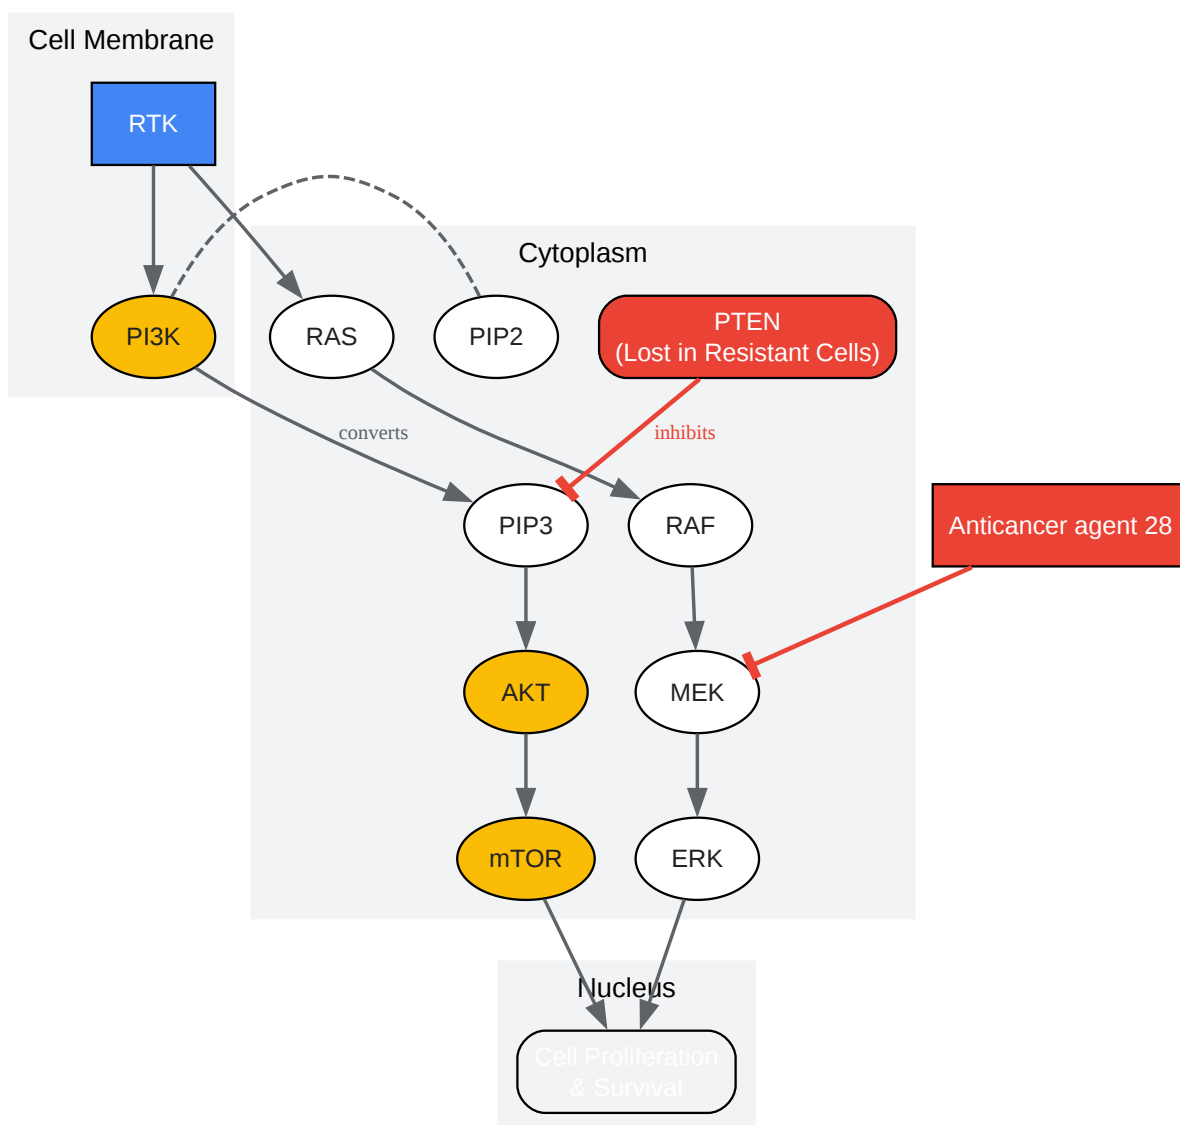 Cell Membrane
RTK
Cytoplasm
PI3K
RAS
PIP2
PTEN
(Lost in Resistant Cells)
converts
inhibits
PIP3
RAF
Anticancer agent 28
AKT
MEK
mTOR
ERK
Nucleus
Cell Proliferation
& Survival